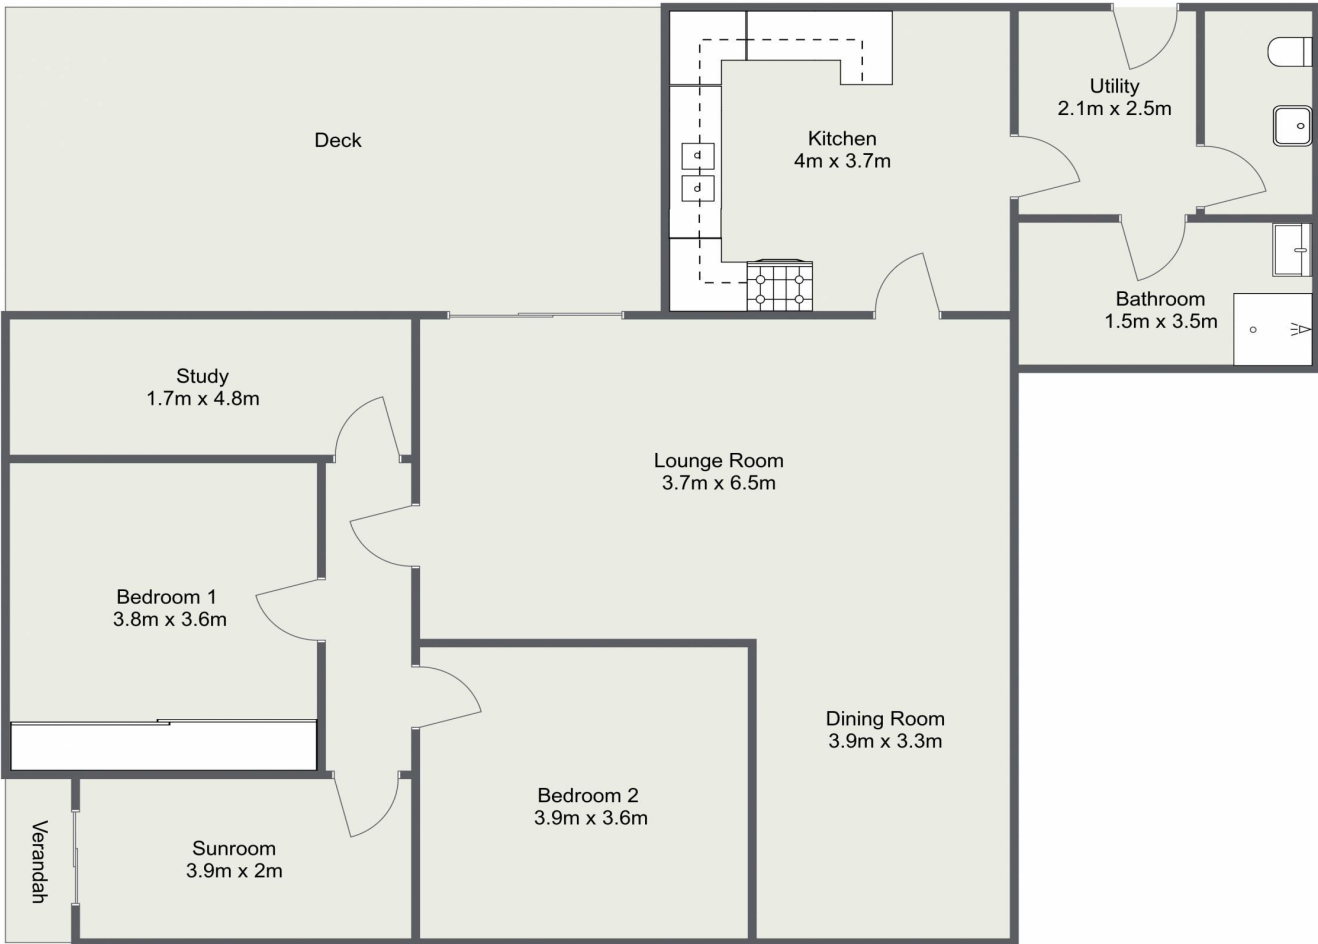 Deck
Kitchen
4m x 3.7m
Utility
2.1m x 2.5m
Bathroom
1.5m x 3.5m
Study
1.7m x 4.8m
Lounge Room
3.7m x 6.5m
Bedroom 1
3.8m x 3.6m
Dining Room
3.9m x 3.3m
Bedroom 2
3.9m x 3.6m
Verandah
Sunroom
3.9m x 2m